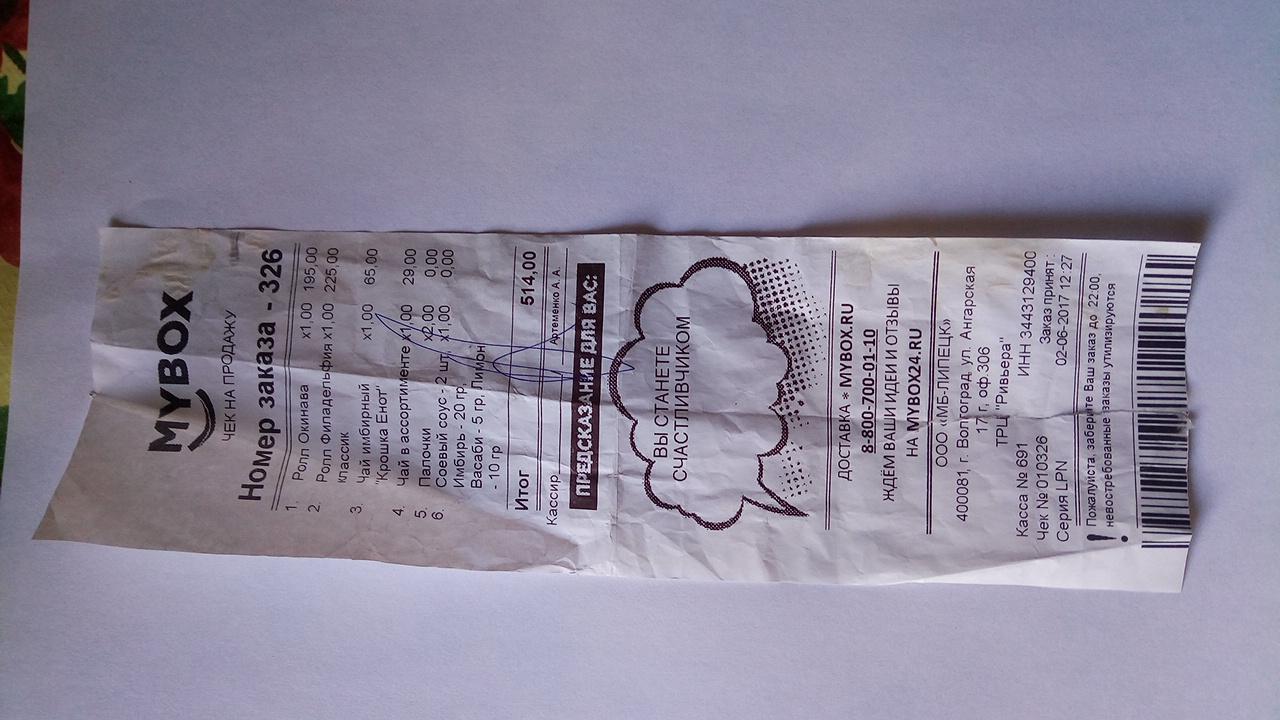 MYBOX
ЧЕК НА ПРОДАЖУ
Номер заказа - 326
1. Ролл Окинава x1,00 195,00
2. Ролл Филадельфия x1,00 225,00
классик
3. Чай имбирный x1,00 65,00
"Крошка Енот"
4. Чай в ассортименте x1,00 29,00
5. Палочки x2,00 0,00
6. Соевый соус - 2 шт, x1,00 0,00
Имбирь - 20 гр,
Васаби - 5 гр, Лимон
- 10 гр
Итог 514,00
Кассир Артеменко А. А.
ПРЕДСКАЗАНИЕ ДЛЯ ВАС:
ВЫ СТАНЕТЕ
СЧАСТЛИВЧИКОМ
ДОСТАВКА * MYBOX.RU
8-800-700-01-10
ЖДЁМ ВАШИ ИДЕИ И ОТЗЫВЫ
НА MYBOX24.RU
ООО «МБ-ЛИПЕЦК»
400081, г. Волгоград, ул. Ангарская
17 г, оф 306
ТРЦ "Ривьера"
ИНН 3443129400
Касса № 691 Заказ принят:
Чек № 010326 02-06-2017 12:27
Серия LPN
! Пожалуйста, заберите Ваш заказ до 22:00,
невостребованные заказы утилизируются